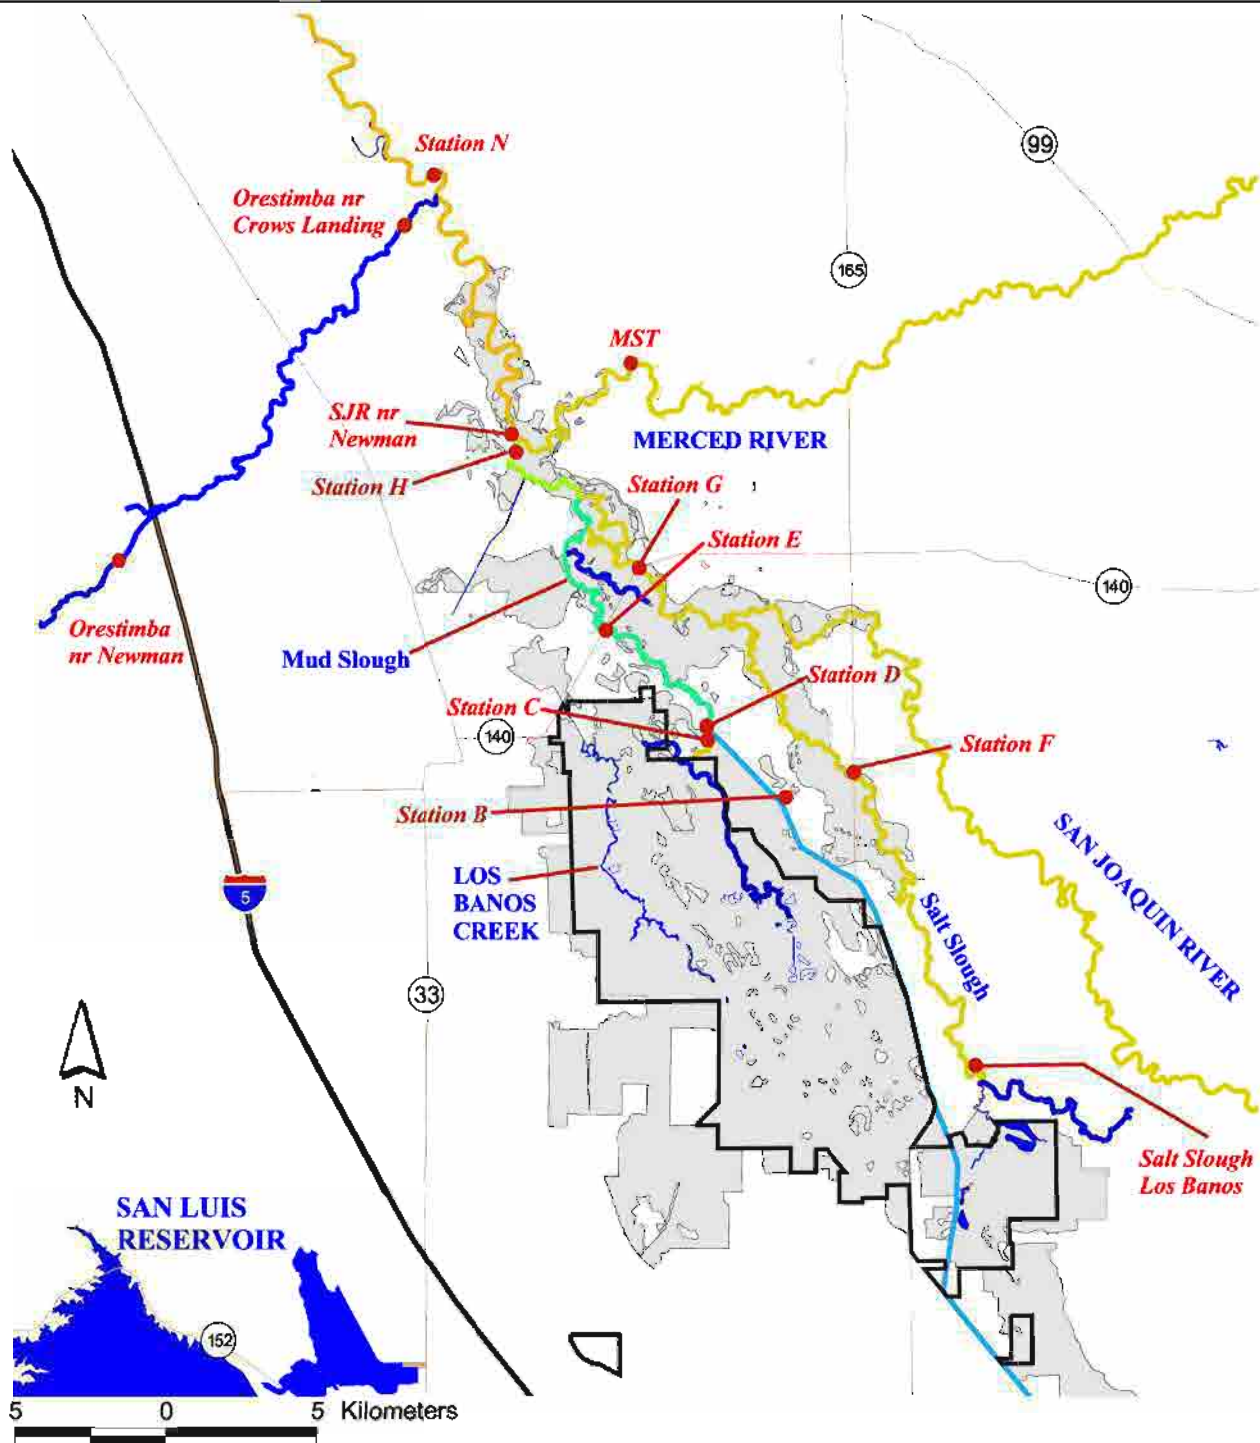 Station N
99
Orestimba nr
Crows Landing
165
MST
SJR nr
Newman
MERCED RIVER
Station H
Station G
Station E
140
Orestimba
nr Newman
Mud Slough
Station D
Station C
140
Station F
Station B
SAN JOAQUIN RIVER
5
LOS
BANOS
CREEK
Salt Slough
33
N
Salt Slough
Los Banos
SAN LUIS
RESERVOIR
152
5 0 5 Kilometers